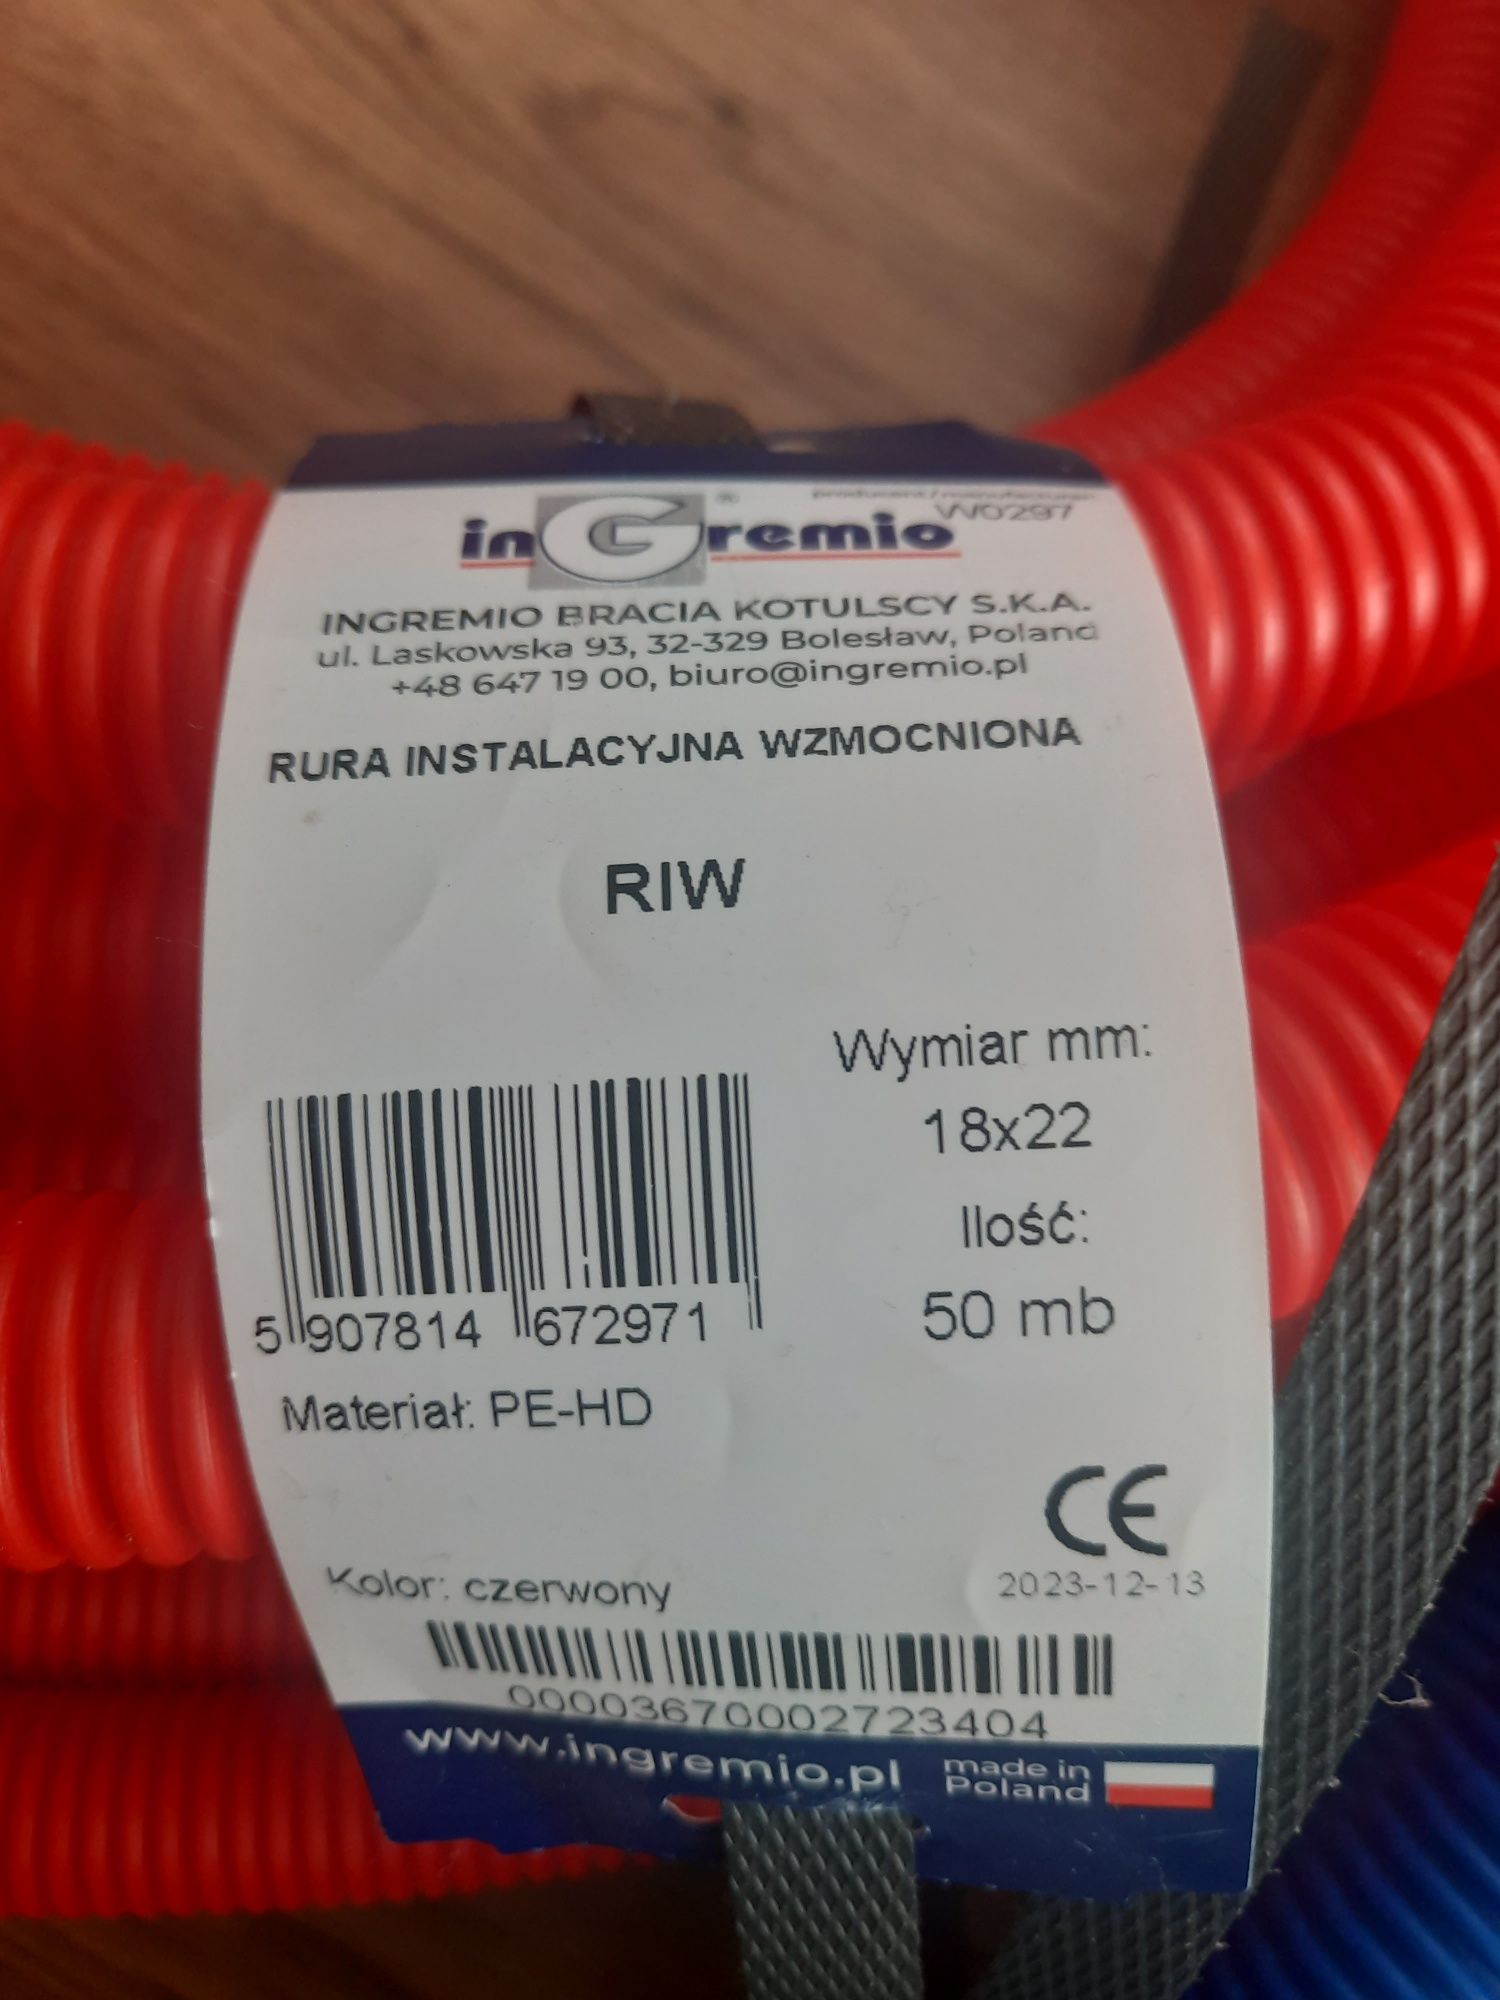 inGremio®
producent / manufacturer
W0297
INGREMIO BRACIA KOTULSCY S.K.A.
ul. Laskowska 93, 32-329 Bolesław, Poland
+48 647 19 00, biuro@ingremio.pl
RURA INSTALACYJNA WZMOCNIONA
RIW
Wymiar mm:
18x22
Ilość:
50 mb
5 907814 672971
Materiał: PE-HD
CE
2023-12-13
Kolor: czerwony
00003670002723404
www.ingremio.pl
made in
Poland